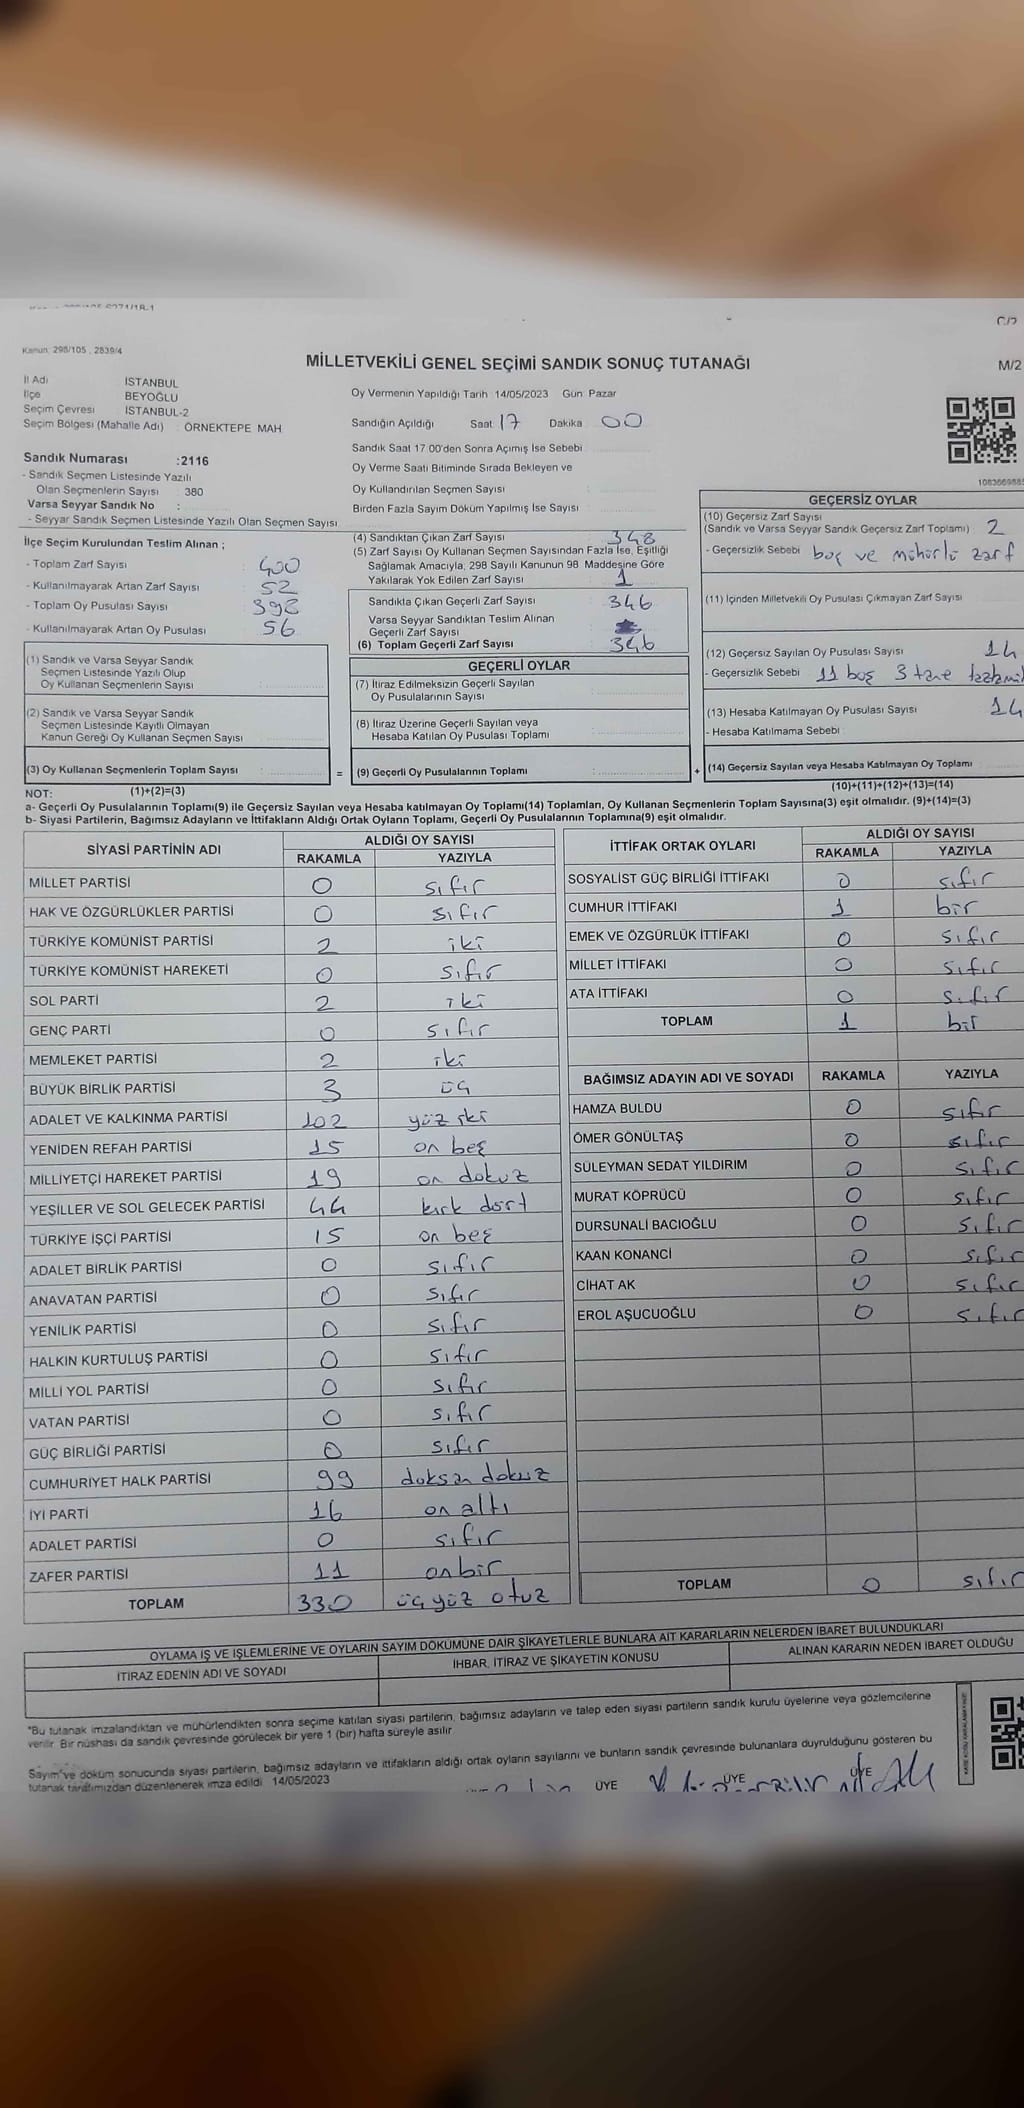 C/2
Kanun: 298/105, 2839/4
MİLLETVEKİLİ GENEL SEÇİMİ SANDIK SONUÇ TUTANAĞI
M/2
İl Adı İSTANBUL
İlçe BEYOĞLU
Seçim Çevresi İSTANBUL-2
Seçim Bölgesi (Mahalle Adı) : ÖRNEKTEPE MAH
Sandık Numarası :2116
- Sandık Seçmen Listesinde Yazılı
Olan Seçmenlerin Sayısı : 380
Varsa Seyyar Sandık No :
- Seyyar Sandık Seçmen Listesinde Yazılı Olan Seçmen Sayısı
İlçe Seçim Kurulundan Teslim Alınan ;
- Toplam Zarf Sayısı : 400
- Kullanılmayarak Artan Zarf Sayısı : 52
- Toplam Oy Pusulası Sayısı : 398
- Kullanılmayarak Artan Oy Pusulası : 56
(1) Sandık ve Varsa Seyyar Sandık
Seçmen Listesinde Yazılı Olup
Oy Kullanan Seçmenlerin Sayısı :
(2) Sandık ve Varsa Seyyar Sandık
Seçmen Listesinde Kayıtlı Olmayan
Kanun Gereği Oy Kullanan Seçmen Sayısı :
(3) Oy Kullanan Seçmenlerin Toplam Sayısı :
Oy Vermenin Yapıldığı Tarih 14/05/2023 Gün: Pazar
Sandığın Açıldığı Saat 17 Dakika 00
Sandık Saat 17.00'den Sonra Açımış İse Sebebi
Oy Verme Saati Bitiminde Sırada Bekleyen ve
Oy Kullandırılan Seçmen Sayısı :
Birden Fazla Sayım Döküm Yapılmış İse Sayısı :
(4) Sandıktan Çıkan Zarf Sayısı : 348
(5) Zarf Sayısı Oy Kullanan Seçmen Sayısından Fazla İse, Eşitliği
Sağlamak Amacıyla, 298 Sayılı Kanunun 98 Maddesine Göre
Yakılarak Yok Edilen Zarf Sayısı : 1
Sandıkta Çıkan Geçerli Zarf Sayısı : 346
Varsa Seyyar Sandıktan Teslim Alınan
Geçerli Zarf Sayısı :
(6) Toplam Geçerli Zarf Sayısı : 346
GEÇERLİ OYLAR
(7) İtiraz Edilmeksizin Geçerli Sayılan
Oy Pusulalarının Sayısı :
(8) İtiraz Üzerine Geçerli Sayılan veya
Hesaba Katılan Oy Pusulası Toplamı :
= (9) Geçerli Oy Pusulalarının Toplamı :
GEÇERSİZ OYLAR
(10) Geçersiz Zarf Sayısı
(Sandık ve Varsa Seyyar Sandık Geçersiz Zarf Toplamı) : 2
- Geçersizlik Sebebi : boş ve mühürlü zarf
(11) İçinden Milletvekili Oy Pusulası Çıkmayan Zarf Sayısı
(12) Geçersiz Sayılan Oy Pusulası Sayısı : 14
- Geçersizlik Sebebi : 11 boş 3 tane
(13) Hesaba Katılmayan Oy Pusulası Sayısı : 14
- Hesaba Katılmama Sebebi :
+ (14) Geçersiz Sayılan veya Hesaba Katılmayan Oy Toplamı :
NOT: (1)+(2)=(3) (10)+(11)+(12)+(13)=(14)
a- Geçerli Oy Pusulalarının Toplamı(9) ile Geçersiz Sayılan veya Hesaba katılmayan Oy Toplamı(14) Toplamları, Oy Kullanan Seçmenlerin Toplam Sayısına(3) eşit olmalıdır. (9)+(14)=(3)
b- Siyasi Partilerin, Bağımsız Adayların ve İttifakların Aldığı Ortak Oyların Toplamı, Geçerli Oy Pusulalarının Toplamına(9) eşit olmalıdır.
SİYASİ PARTİNİN ADI ALDIĞI OY SAYISI
RAKAMLA YAZIYLA
MİLLET PARTİSİ 0 sıfır
HAK VE ÖZGÜRLÜKLER PARTİSİ 0 sıfır
TÜRKİYE KOMÜNİST PARTİSİ 2 iki
TÜRKİYE KOMÜNİST HAREKETİ 0 sıfır
SOL PARTİ 2 iki
GENÇ PARTİ 0 sıfır
MEMLEKET PARTİSİ 2 iki
BÜYÜK BİRLİK PARTİSİ 3 üç
ADALET VE KALKINMA PARTİSİ 102 yüz iki
YENİDEN REFAH PARTİSİ 15 on beş
MİLLİYETÇİ HAREKET PARTİSİ 19 on dokuz
YEŞİLLER VE SOL GELECEK PARTİSİ 44 kırk dört
TÜRKİYE İŞÇİ PARTİSİ 15 on beş
ADALET BİRLİK PARTİSİ 0 sıfır
ANAVATAN PARTİSİ 0 sıfır
YENİLİK PARTİSİ 0 sıfır
HALKIN KURTULUŞ PARTİSİ 0 sıfır
MİLLİ YOL PARTİSİ 0 sıfır
VATAN PARTİSİ 0 sıfır
GÜÇ BİRLİĞİ PARTİSİ 0 sıfır
CUMHURİYET HALK PARTİSİ 99 doksan dokuz
İYİ PARTİ 16 on altı
ADALET PARTİSİ 0 sıfır
ZAFER PARTİSİ 11 onbir
TOPLAM 330 üç yüz otuz
İTTİFAK ORTAK OYLARI ALDIĞI OY SAYISI
RAKAMLA YAZIYLA
SOSYALİST GÜÇ BİRLİĞİ İTTİFAKI 0 sıfır
CUMHUR İTTİFAKI 1 bir
EMEK VE ÖZGÜRLÜK İTTİFAKI 0 sıfır
MİLLET İTTİFAKI 0 sıfır
ATA İTTİFAKI 0 sıfır
TOPLAM 1 bir
BAĞIMSIZ ADAYIN ADI VE SOYADI RAKAMLA YAZIYLA
HAMZA BULDU 0 sıfır
ÖMER GÖNÜLTAŞ 0 sıfır
SÜLEYMAN SEDAT YILDIRIM 0 sıfır
MURAT KÖPRÜCÜ 0 sıfır
DURSUNALİ BACIOĞLU 0 sıfır
KAAN KONANCİ 0 sıfır
CİHAT AK 0 sıfır
EROL AŞUCUOĞLU 0 sıfır
TOPLAM 0 sıfır
OYLAMA İŞ VE İŞLEMLERİNE VE OYLARIN SAYIM DÖKÜMÜNE DAİR ŞİKAYETLERLE BUNLARA AİT KARARLARIN NELERDEN İBARET BULUNDUKLARI
İTİRAZ EDENİN ADI VE SOYADI İHBAR, İTİRAZ VE ŞİKAYETİN KONUSU ALINAN KARARIN NEDEN İBARET OLDUĞU
*Bu tutanak imzalandıktan ve mühürlendikten sonra seçime katılan siyasi partilerin, bağımsız adayların ve talep eden siyasi partilerin sandık kurulu üyelerine veya gözlemcilerine
verilir. Bir nüshası da sandık çevresinde görülecek bir yere 1 (bir) hafta süreyle asılır.
Sayım ve döküm sonucunda siyasi partilerin, bağımsız adayların ve ittifakların aldığı ortak oyların sayılarını ve bunların sandık çevresinde bulunanlara duyrulduğunu gösteren bu
tutanak tarafımızdan düzenlenerek imza edildi. 14/05/2023
ÜYE ÜYE ÜYE